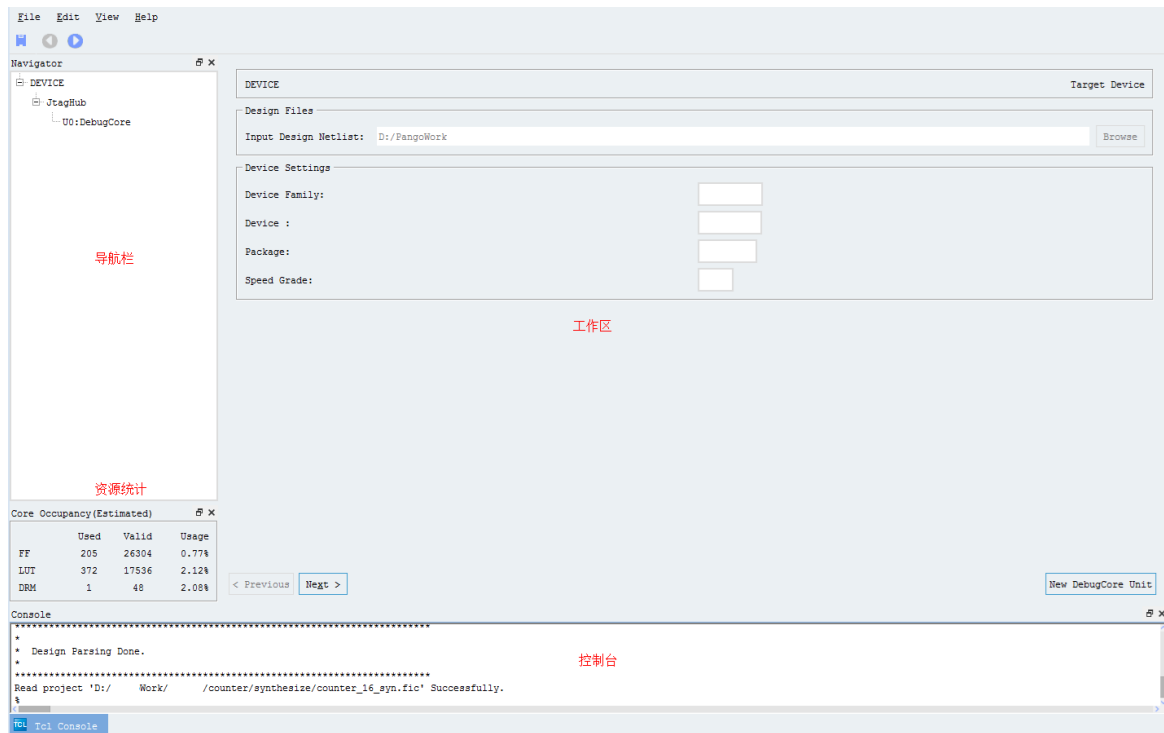 File Edit View Help
Navigator
DEVICE
JtagHub
U0:DebugCore
导航栏
资源统计
Core Occupancy(Estimated)
Used Valid Usage
FF 205 26304 0.77%
LUT 372 17536 2.12%
DRM 1 48 2.08%
DEVICE Target Device
Design Files
Input Design Netlist: D:/PangoWork Browse
Device Settings
Device Family:
Device :
Package:
Speed Grade:
工作区
< Previous Next > New DebugCore Unit
Console
**************************************************************************
*
* Design Parsing Done.
*
**************************************************************************
Read project 'D:/ Work/ /counter/synthesize/counter_16_syn.fic' Successfully.
%
控制台
TCL Tcl Console